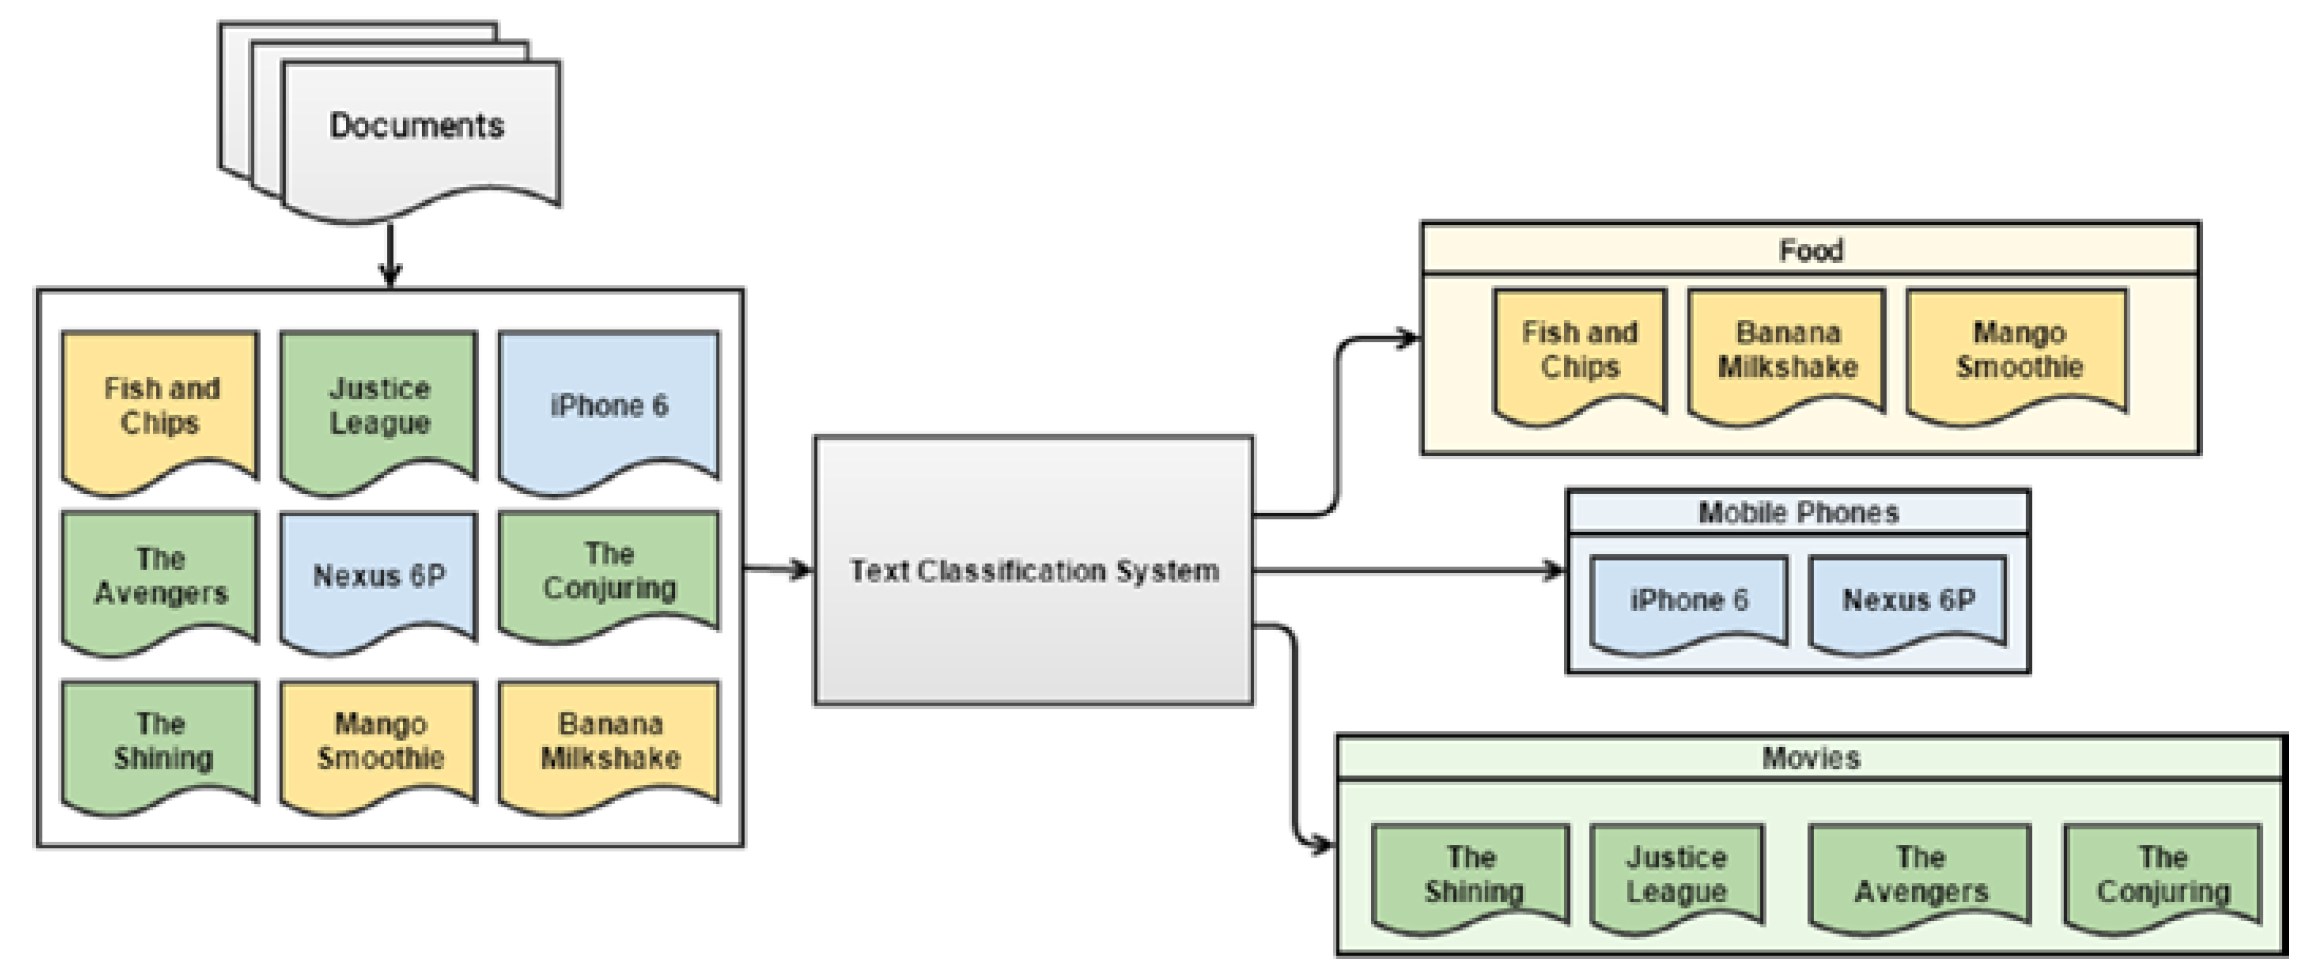 Documents
Fish and
Chips
Justice
League
iPhone 6
The
Avengers
Nexus 6P
The
Conjuring
The
Shining
Mango
Smoothie
Banana
Milkshake
Text Classification System
Food
Fish and
Chips
Banana
Milkshake
Mango
Smoothie
Mobile Phones
iPhone 6
Nexus 6P
Movies
The
Shining
Justice
League
The
Avengers
The
Conjuring